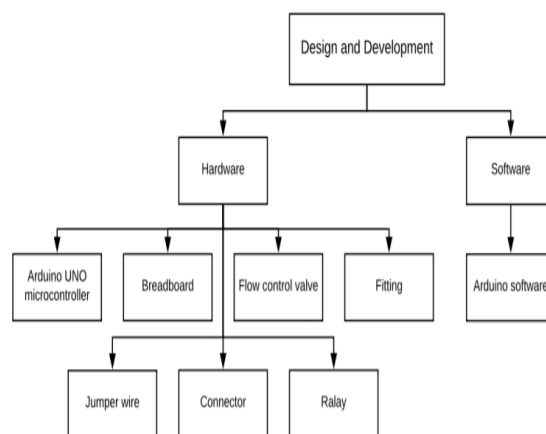 Design and Development
Hardware
Software
Arduino UNO
microcontroller
Breadboard
Flow control valve
Fitting
Arduino software
Jumper wire
Connector
Ralay